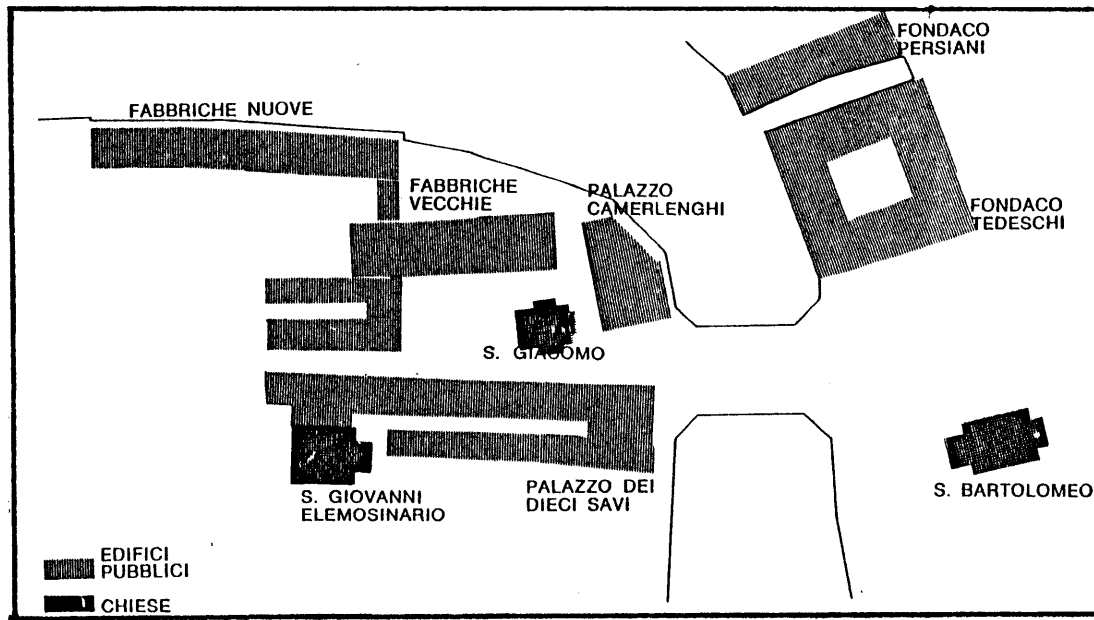 FONDACO
PERSIANI
FABBRICHE NUOVE
FABBRICHE
VECCHIE
PALAZZO
CAMERLENGHI
FONDACO
TEDESCHI
S. GIACOMO
S. GIOVANNI
ELEMOSINARIO
PALAZZO DEI
DIECI SAVI
S. BARTOLOMEO
EDIFICI
PUBBLICI
CHIESE